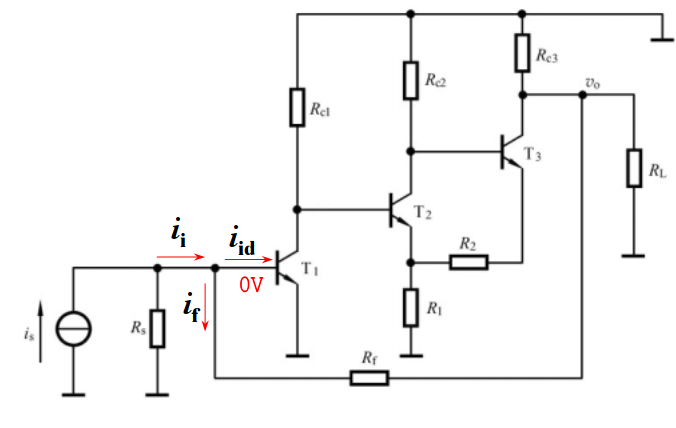 Rc3
vo
Rc2
Rc1
T3
RL
T2
ii
iid
R2
T1
0V
if
R1
is
Rs
Rf